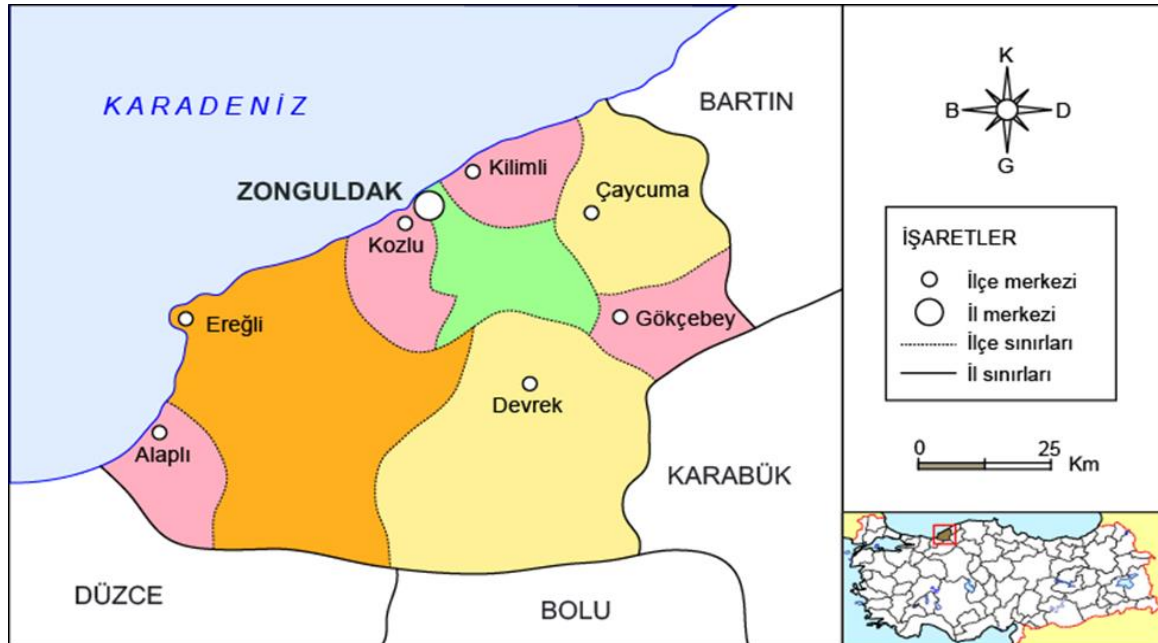 KARADENİZ
BARTIN
ZONGULDAK
Kilimli
Çaycuma
Kozlu
Ereğli
Gökçebey
Devrek
Alaplı
KARABÜK
DÜZCE
BOLU
K
B
D
G
İŞARETLER
İlçe merkezi
İl merkezi
İlçe sınırları
İl sınırları
0 25
Km